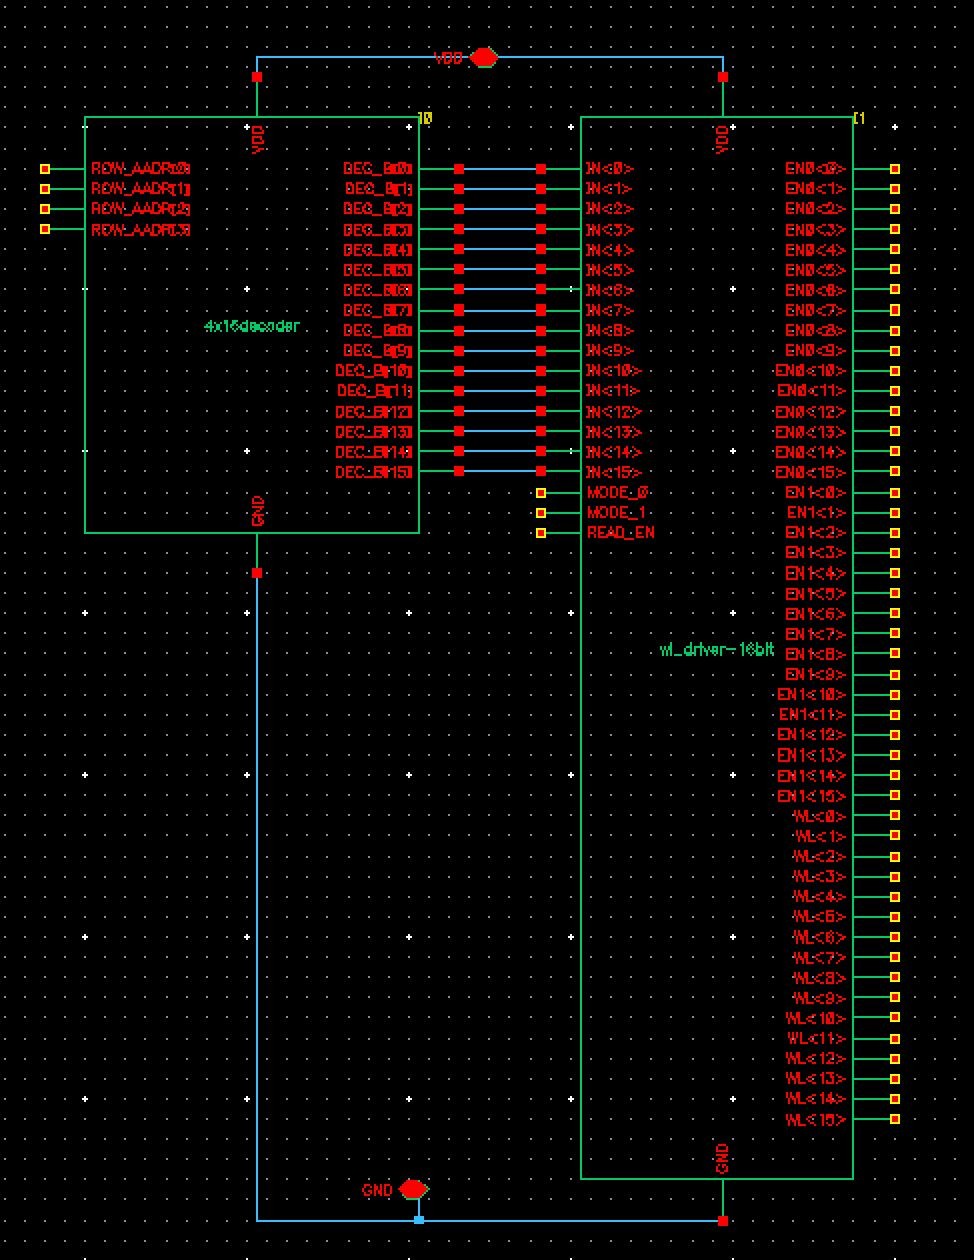 VDD
I0
I1
VDD
VDD
ROW_AADR[0]
ROW_AADR[1]
ROW_AADR[2]
ROW_AADR[3]
DEC_B[0]
DEC_B[1]
DEC_B[2]
DEC_B[3]
DEC_B[4]
DEC_B[5]
DEC_B[6]
DEC_B[7]
DEC_B[8]
DEC_B[9]
DEC_B[10]
DEC_B[11]
DEC_B[12]
DEC_B[13]
DEC_B[14]
DEC_B[15]
4x16decoder
GND
IN<0>
IN<1>
IN<2>
IN<3>
IN<4>
IN<5>
IN<6>
IN<7>
IN<8>
IN<9>
IN<10>
IN<11>
IN<12>
IN<13>
IN<14>
IN<15>
MODE_0
MODE_1
READ_EN
wl_driver-16bit
EN0<0>
EN0<1>
EN0<2>
EN0<3>
EN0<4>
EN0<5>
EN0<6>
EN0<7>
EN0<8>
EN0<9>
EN0<10>
EN0<11>
EN0<12>
EN0<13>
EN0<14>
EN0<15>
EN1<0>
EN1<1>
EN1<2>
EN1<3>
EN1<4>
EN1<5>
EN1<6>
EN1<7>
EN1<8>
EN1<9>
EN1<10>
EN1<11>
EN1<12>
EN1<13>
EN1<14>
EN1<15>
WL<0>
WL<1>
WL<2>
WL<3>
WL<4>
WL<5>
WL<6>
WL<7>
WL<8>
WL<9>
WL<10>
WL<11>
WL<12>
WL<13>
WL<14>
WL<15>
GND
GND